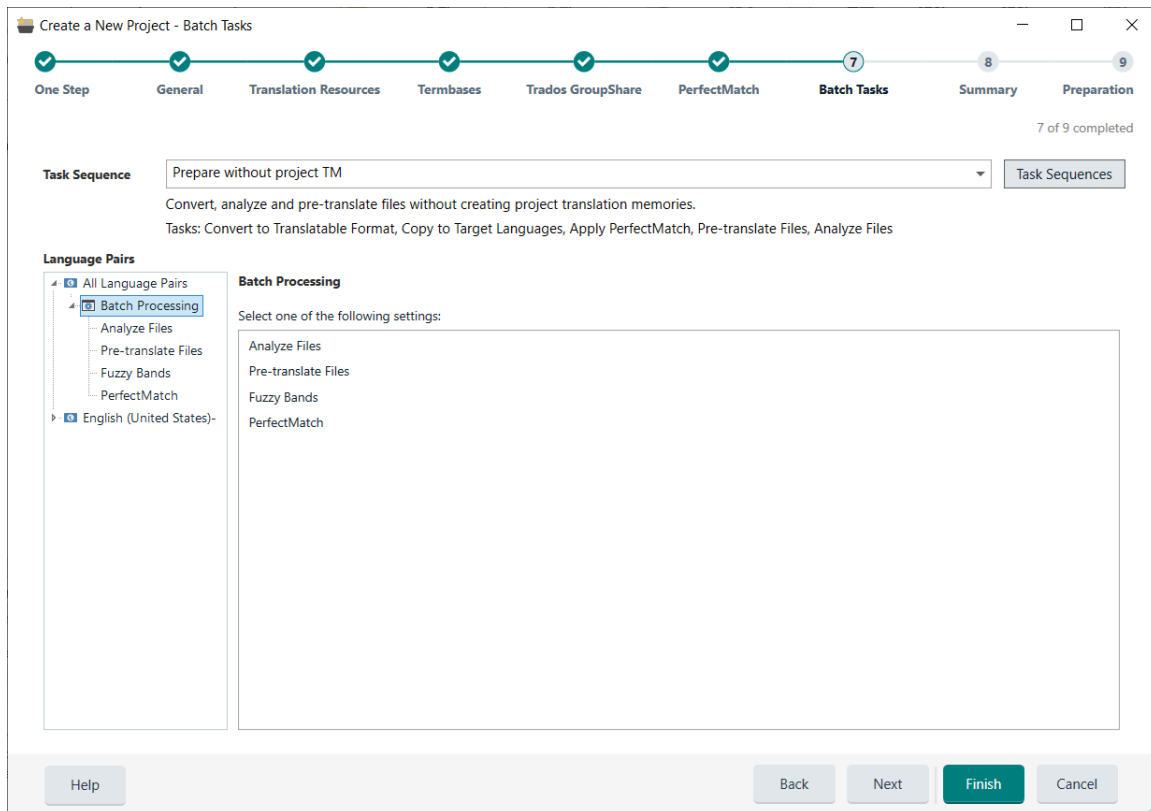 Create a New Project - Batch Tasks
7 8 9
One Step General Translation Resources Termbases Trados GroupShare PerfectMatch Batch Tasks Summary Preparation
7 of 9 completed
Task Sequence Prepare without project TM Task Sequences
Convert, analyze and pre-translate files without creating project translation memories.
Tasks: Convert to Translatable Format, Copy to Target Languages, Apply PerfectMatch, Pre-translate Files, Analyze Files
Language Pairs
All Language Pairs
Batch Processing
Analyze Files
Pre-translate Files
Fuzzy Bands
PerfectMatch
English (United States)-
Batch Processing
Select one of the following settings:
Analyze Files
Pre-translate Files
Fuzzy Bands
PerfectMatch
Help Back Next Finish Cancel